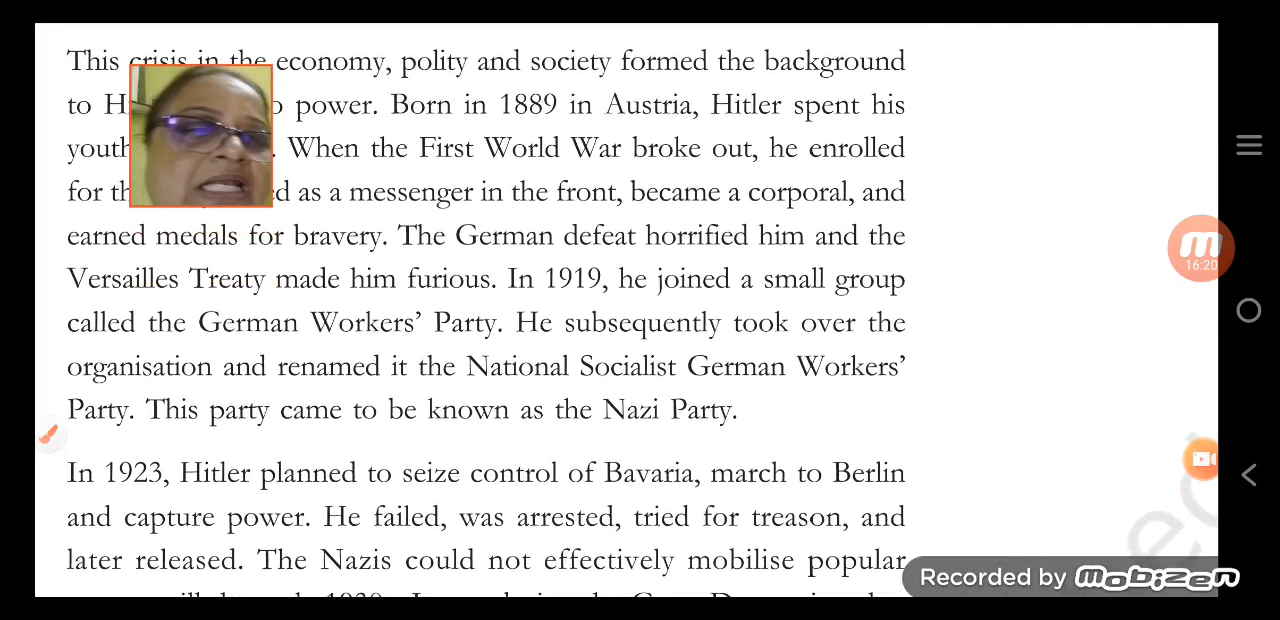 This crisis in the economy, polity and society formed the background
to H o power. Born in 1889 in Austria, Hitler spent his
youth . When the First World War broke out, he enrolled
for th d as a messenger in the front, became a corporal, and
earned medals for bravery. The German defeat horrified him and the
Versailles Treaty made him furious. In 1919, he joined a small group
called the German Workers’ Party. He subsequently took over the
organisation and renamed it the National Socialist German Workers’
Party. This party came to be known as the Nazi Party.
In 1923, Hitler planned to seize control of Bavaria, march to Berlin
and capture power. He failed, was arrested, tried for treason, and
later released. The Nazis could not effectively mobilise popular
16:20
Recorded by mobizen